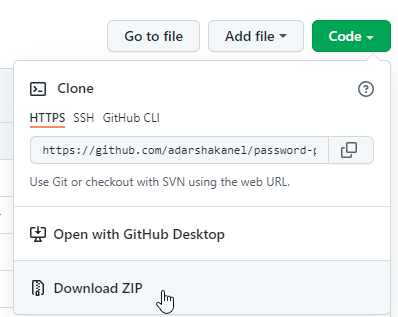 Go to file Add file Code
Clone
HTTPS SSH GitHub CLI
https://github.com/adarshakanel/password-p
Use Git or checkout with SVN using the web URL.
Open with GitHub Desktop
Download ZIP